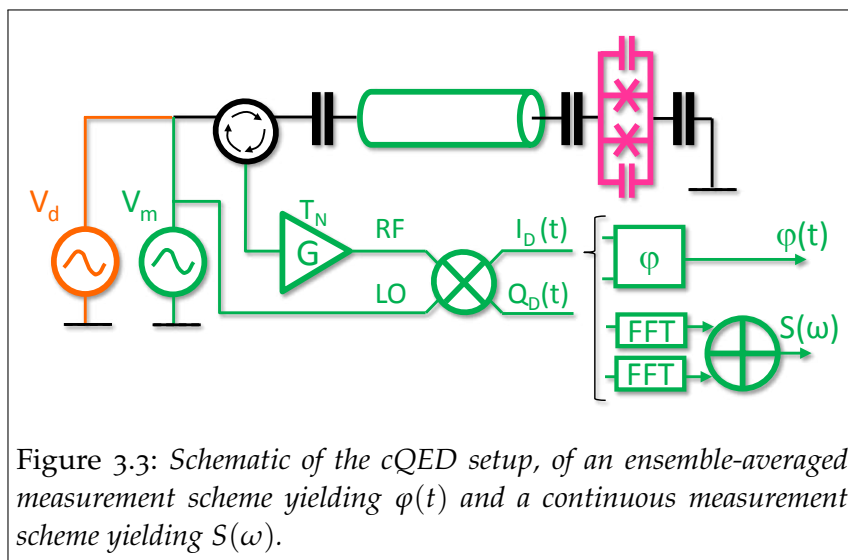 V_d
V_m
T_N
G
RF
LO
I_D(t)
Q_D(t)
φ
φ(t)
FFT
FFT
S(ω)
Figure 3.3: Schematic of the cQED setup, of an ensemble-averaged
measurement scheme yielding φ(t) and a continuous measurement
scheme yielding S(ω).